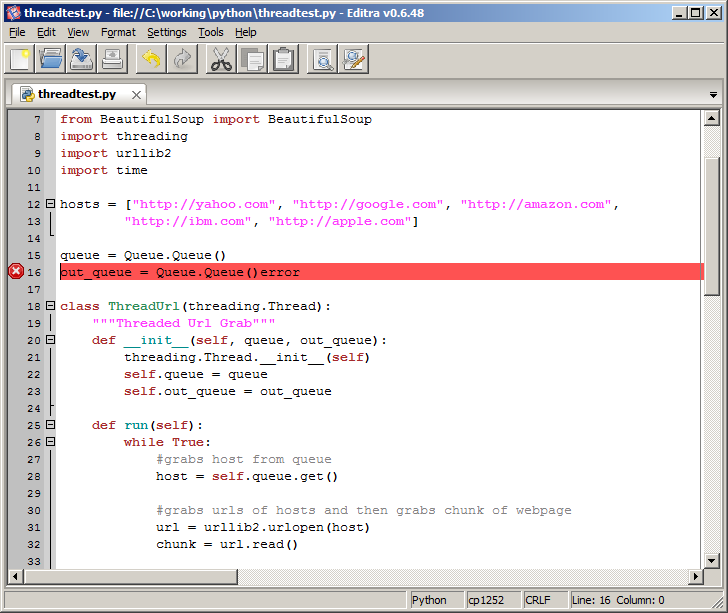 threadtest.py - file://C:\working\python\threadtest.py - Editra v0.6.48
File Edit View Format Settings Tools Help
threadtest.py
7 from BeautifulSoup import BeautifulSoup
8 import threading
9 import urllib2
10 import time
11
12 hosts = ["http://yahoo.com", "http://google.com", "http://amazon.com",
13         "http://ibm.com", "http://apple.com"]
14
15 queue = Queue.Queue()
16 out_queue = Queue.Queue()error
17
18 class ThreadUrl(threading.Thread):
19     """Threaded Url Grab"""
20     def __init__(self, queue, out_queue):
21         threading.Thread.__init__(self)
22         self.queue = queue
23         self.out_queue = out_queue
24
25     def run(self):
26         while True:
27             #grabs host from queue
28             host = self.queue.get()
29
30             #grabs urls of hosts and then grabs chunk of webpage
31             url = urllib2.urlopen(host)
32             chunk = url.read()
33
Python cp1252 CRLF Line: 16 Column: 0